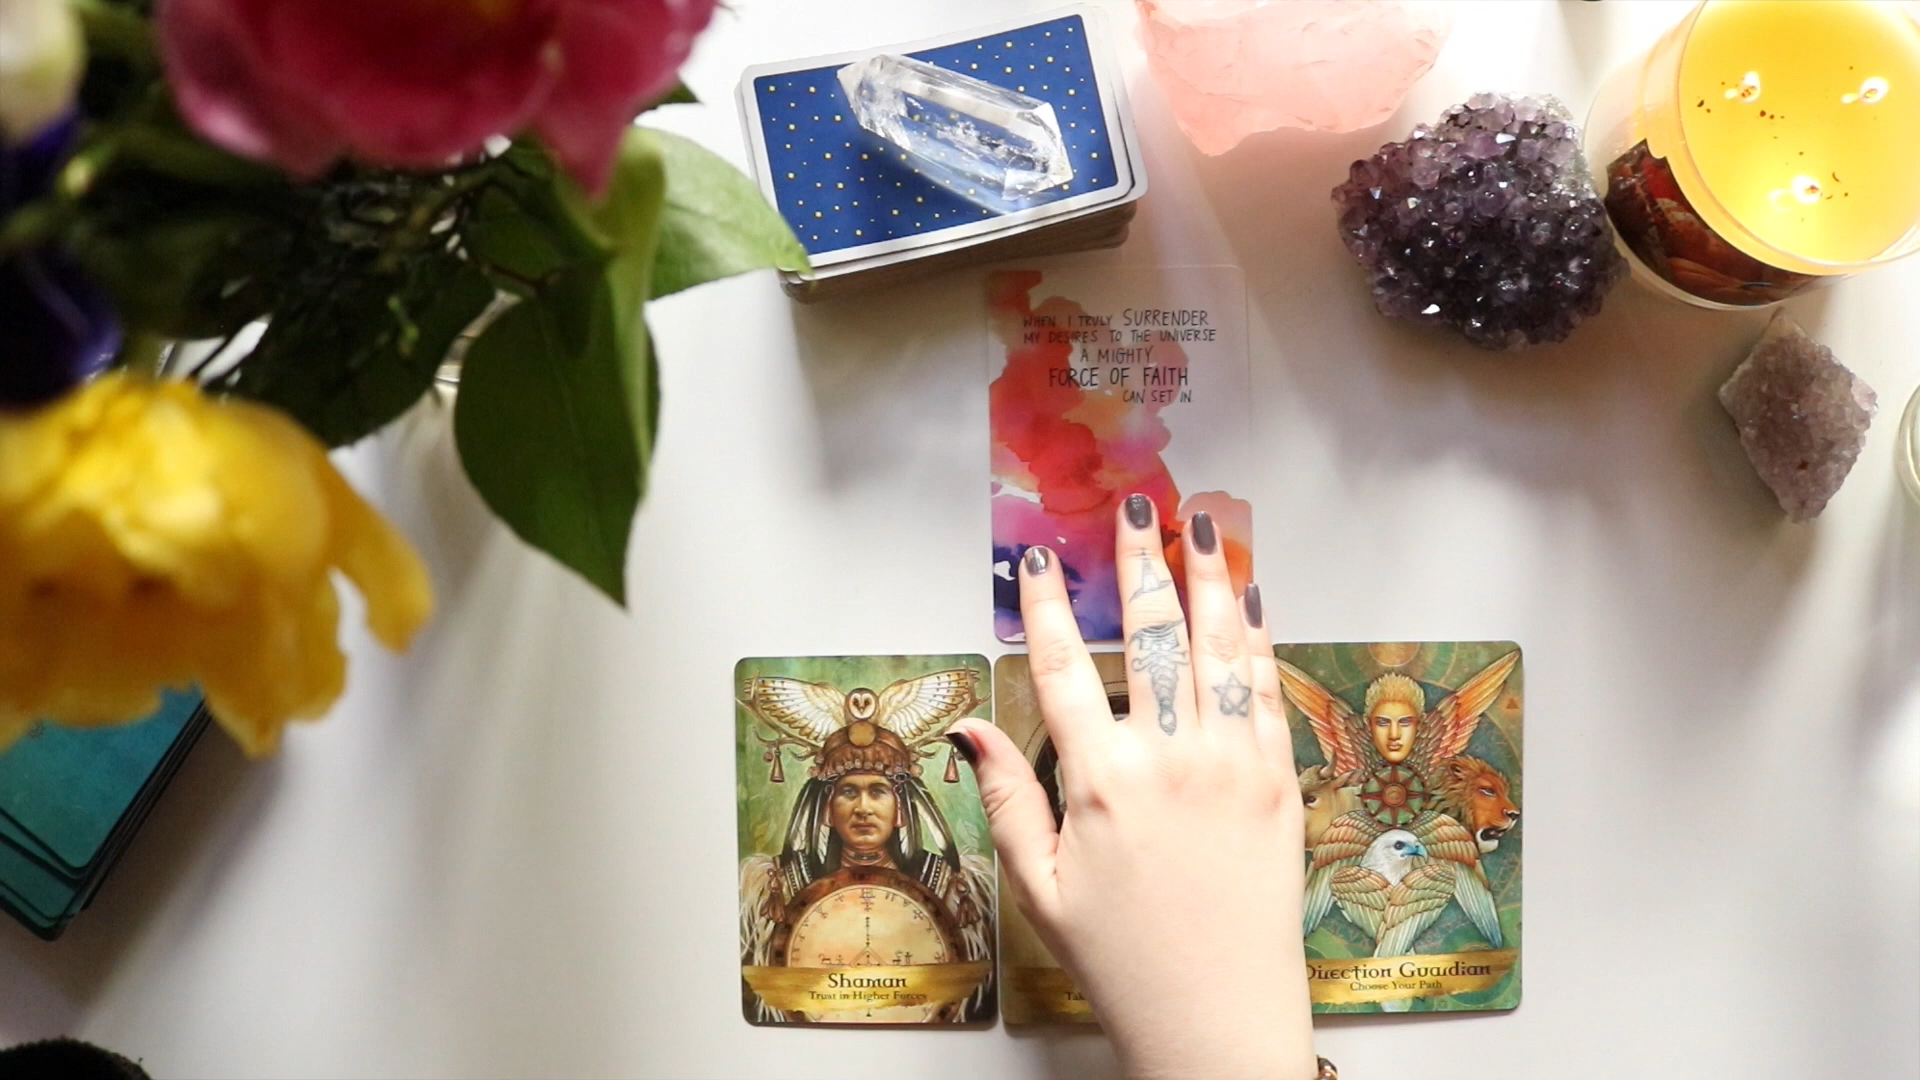 WHEN I TRULY SURRENDER
MY DESIRES TO THE UNIVERSE
A MIGHTY
FORCE OF FAITH
CAN SET IN.
Shaman
Trust in Higher Forces
Direction Guardian
Choose Your Path